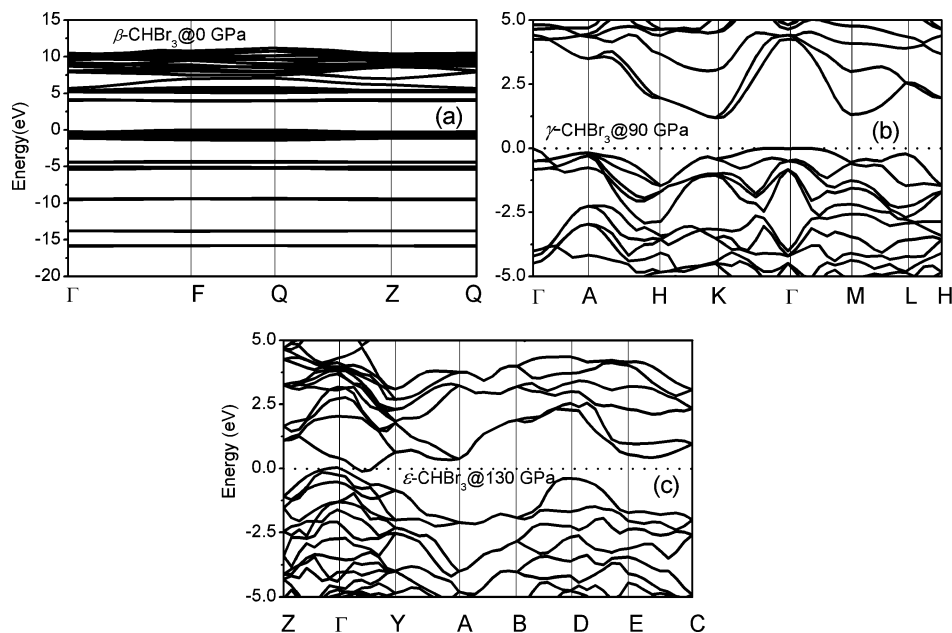 15
10
5
0
-5
-10
-15
-20
Energy(eV)
β-CHBr3@0 GPa
(a)
Γ F Q Z Q
5.0
2.5
0.0
-2.5
-5.0
γ-CHBr3@90 GPa
(b)
Γ A H K Γ M L H
5.0
2.5
0.0
-2.5
-5.0
Energy (eV)
ε-CHBr3@130 GPa
(c)
Z Γ Y A B D E C